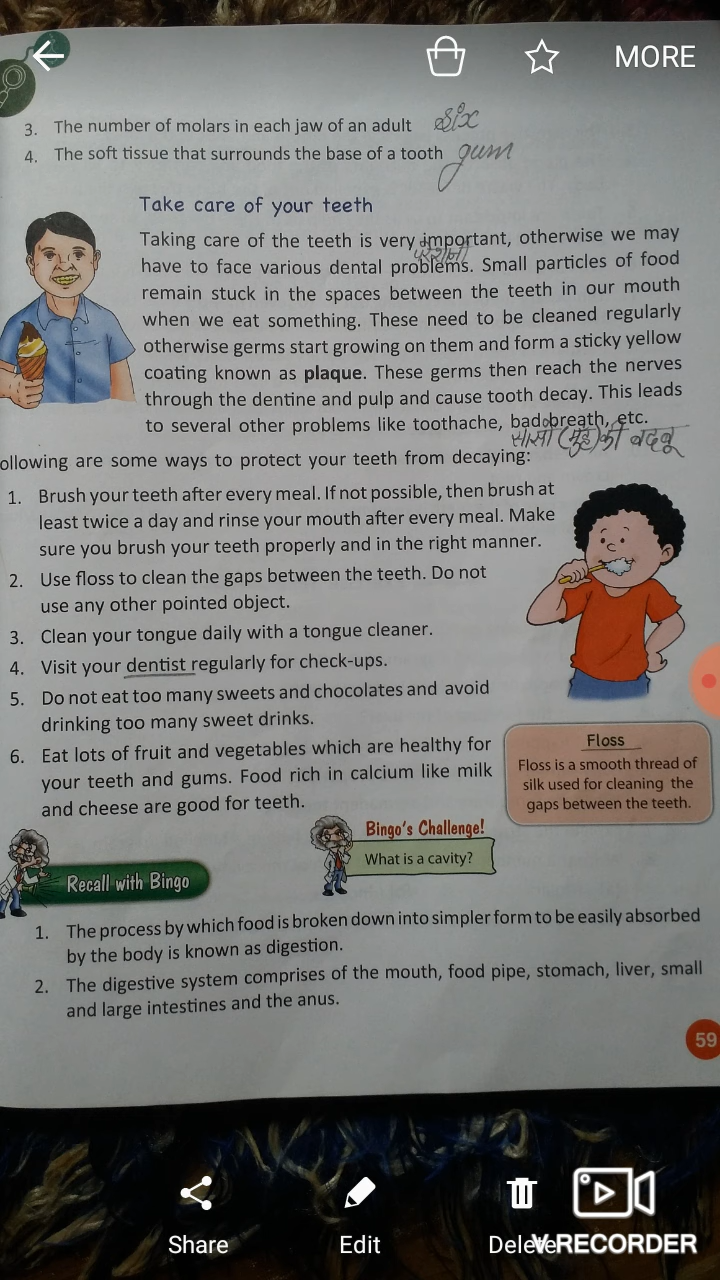 MORE
3. The number of molars in each jaw of an adult six
4. The soft tissue that surrounds the base of a tooth gum
Take care of your teeth
Taking care of the teeth is very important, otherwise we may
परेशानी
have to face various dental problems. Small particles of food
remain stuck in the spaces between the teeth in our mouth
when we eat something. These need to be cleaned regularly
otherwise germs start growing on them and form a sticky yellow
coating known as plaque. These germs then reach the nerves
through the dentine and pulp and cause tooth decay. This leads
to several other problems like toothache, bad breath, etc.
की बदबू
ollowing are some ways to protect your teeth from decaying:
1. Brush your teeth after every meal. If not possible, then brush at
least twice a day and rinse your mouth after every meal. Make
sure you brush your teeth properly and in the right manner.
2. Use floss to clean the gaps between the teeth. Do not
use any other pointed object.
3. Clean your tongue daily with a tongue cleaner.
4. Visit your dentist regularly for check-ups.
5. Do not eat too many sweets and chocolates and avoid
drinking too many sweet drinks.
6. Eat lots of fruit and vegetables which are healthy for
your teeth and gums. Food rich in calcium like milk
and cheese are good for teeth.
Floss
Floss is a smooth thread of
silk used for cleaning the
gaps between the teeth.
Bingo's Challenge!
What is a cavity?
Recall with Bingo
1. The process by which food is broken down into simpler form to be easily absorbed
by the body is known as digestion.
2. The digestive system comprises of the mouth, food pipe, stomach, liver, small
and large intestines and the anus.
59
Share
Edit
Delete
V.RECORDER